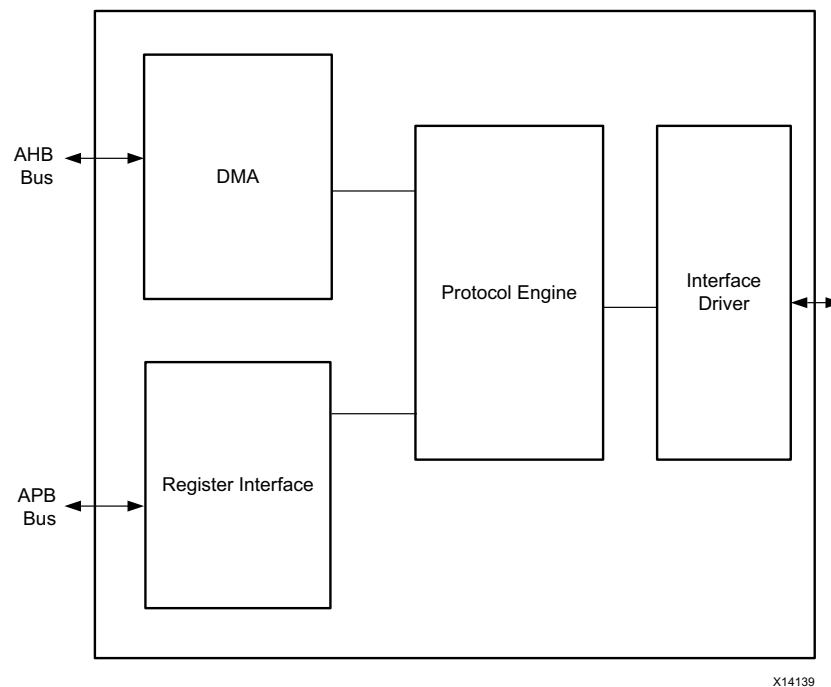 AHB
Bus
DMA
Protocol Engine
Interface
Driver
Register Interface
APB
Bus
X14139